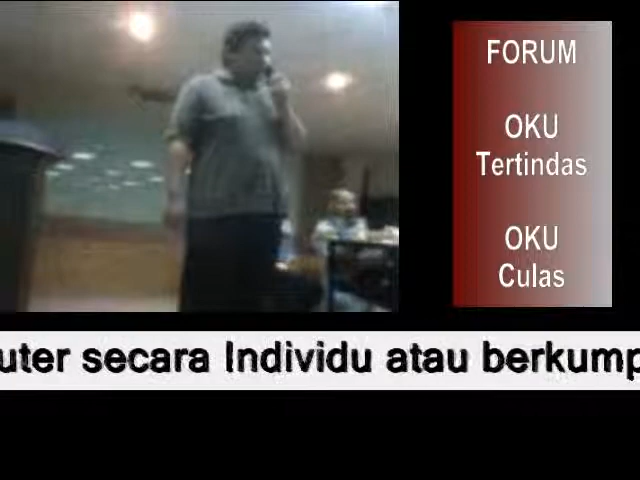 FORUM
OKU
Tertindas
OKU
Culas
uter secara Individu atau berkump